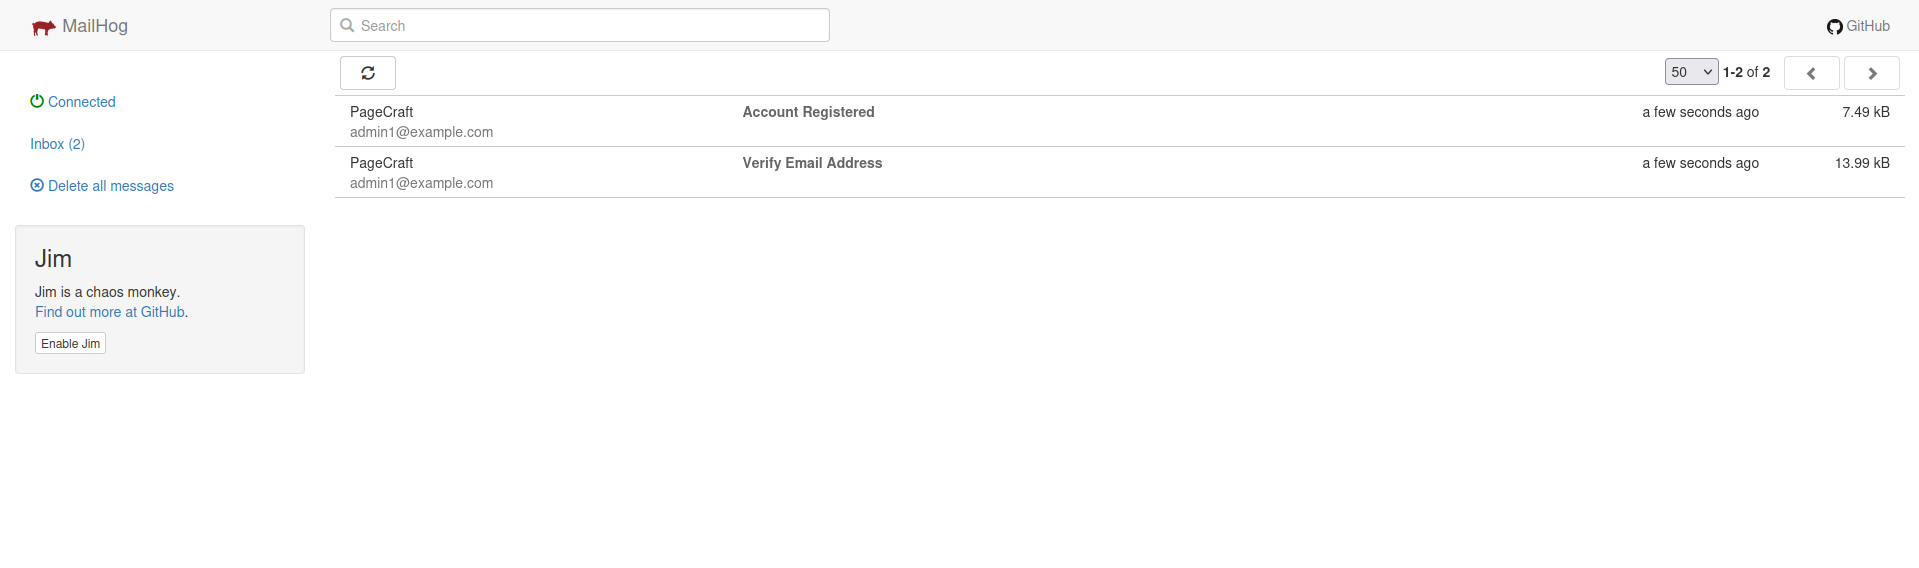 MailHog
Search
GitHub
50 1-2 of 2
Connected
Inbox (2)
Delete all messages
PageCraft Account Registered a few seconds ago 7.49 kB
admin1@example.com
PageCraft Verify Email Address a few seconds ago 13.99 kB
admin1@example.com
Jim
Jim is a chaos monkey.
Find out more at GitHub.
Enable Jim